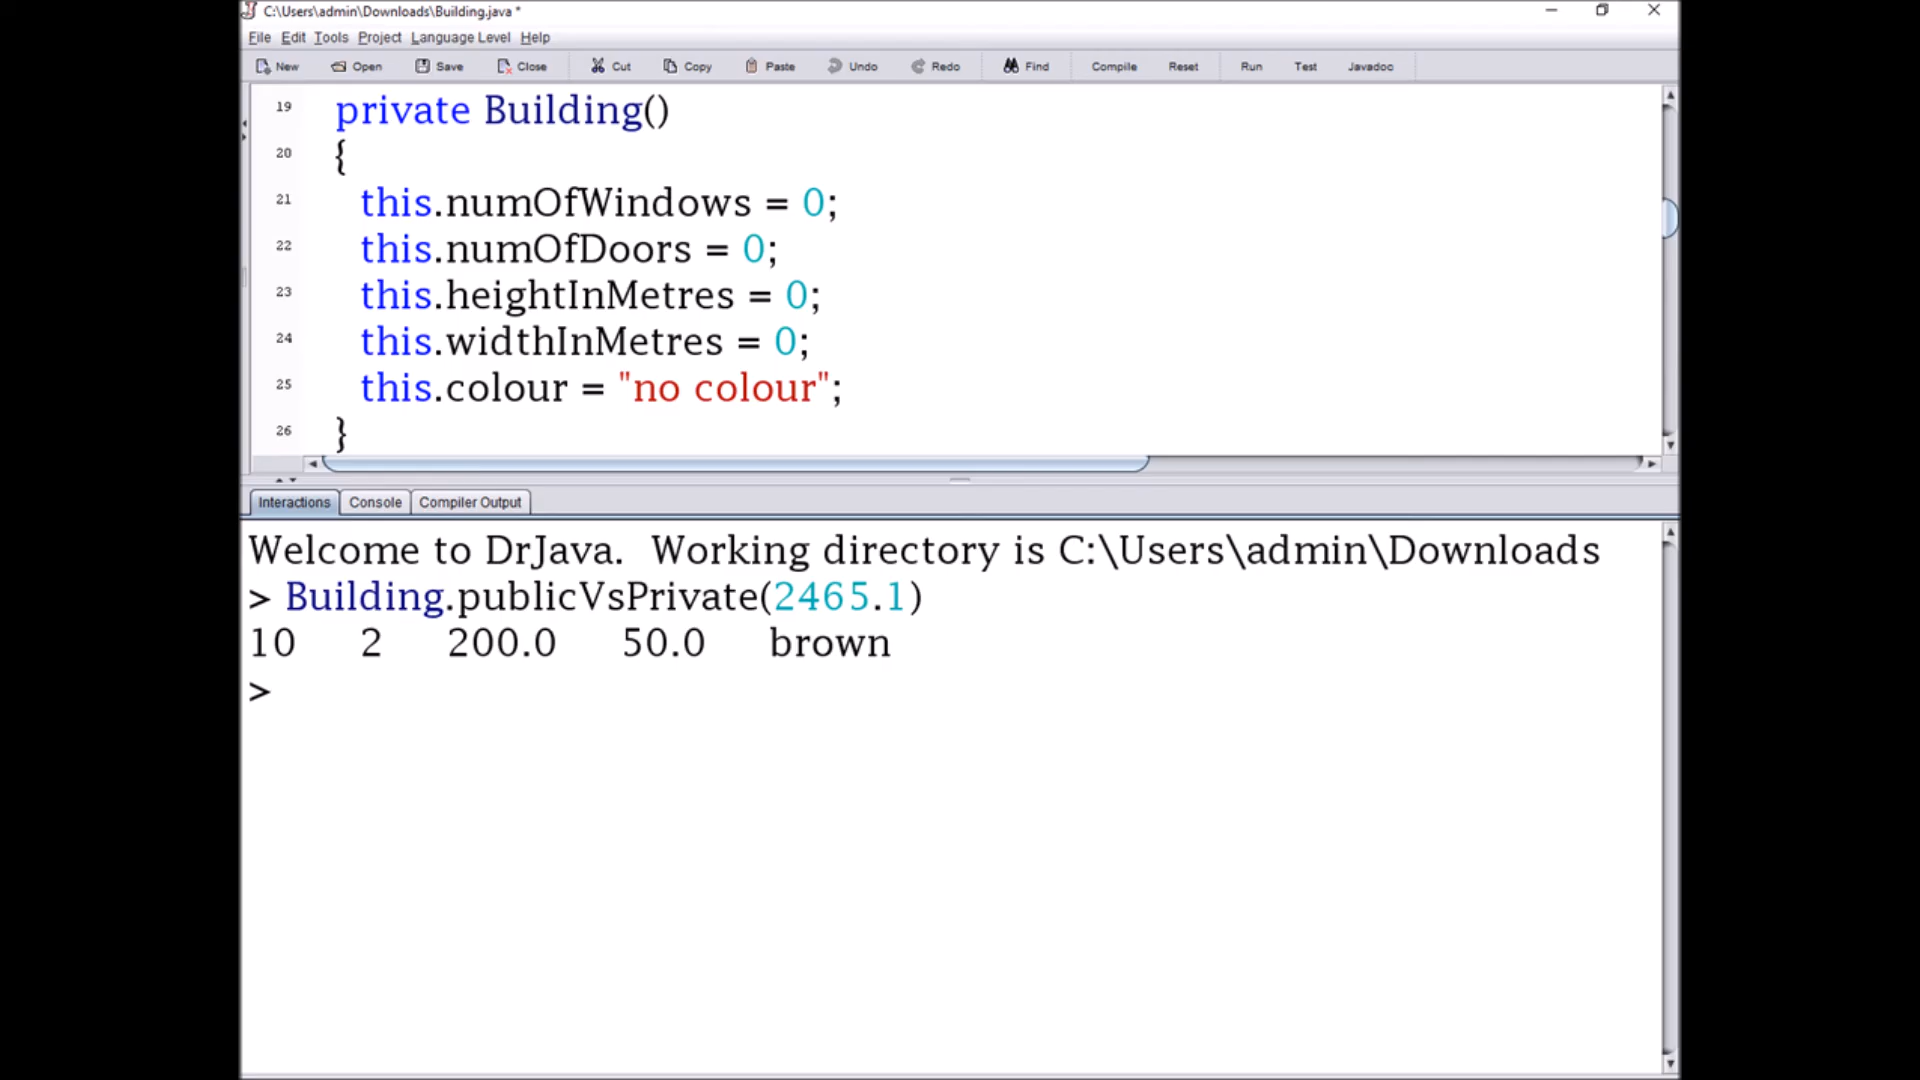 C:\Users\admin\Downloads\Building.java *
File Edit Tools Project Language Level Help
New Open Save Close Cut Copy Paste Undo Redo Find Compile Reset Run Test Javadoc
19 private Building()
20 {
21 this.numOfWindows = 0;
22 this.numOfDoors = 0;
23 this.heightInMetres = 0;
24 this.widthInMetres = 0;
25 this.colour = "no colour";
26 }
Interactions Console Compiler Output
Welcome to DrJava. Working directory is C:\Users\admin\Downloads
> Building.publicVsPrivate(2465.1)
10 2 200.0 50.0 brown
>